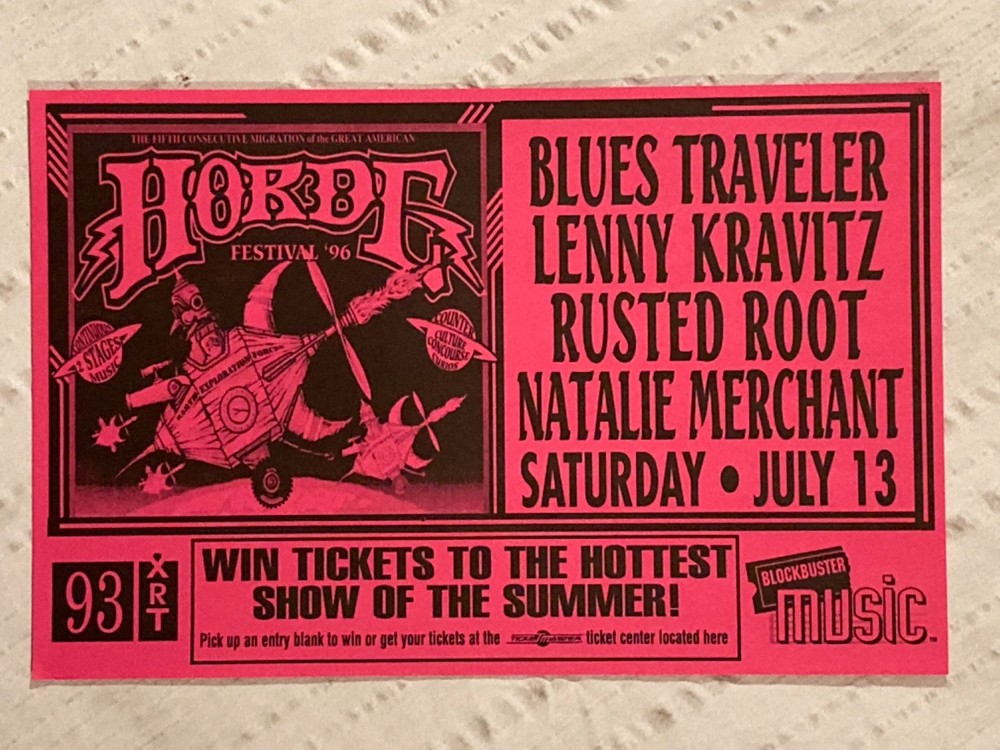 THE FIFTH CONSECUTIVE MIGRATION of the GREAT AMERICAN
HORDE
FESTIVAL '96
CONTINUOUS
2 STAGES
MUSIC
COUNTER
CULTURE
CONCOURSE
CURIOS
EARTH EXPLORATION FORCE
BLUES TRAVELER
LENNY KRAVITZ
RUSTED ROOT
NATALIE MERCHANT
SATURDAY • JULY 13
93
XRT
WIN TICKETS TO THE HOTTEST
SHOW OF THE SUMMER!
Pick up an entry blank to win or get your tickets at the TICKETMASTER ticket center located here
BLOCKBUSTER
music
TM